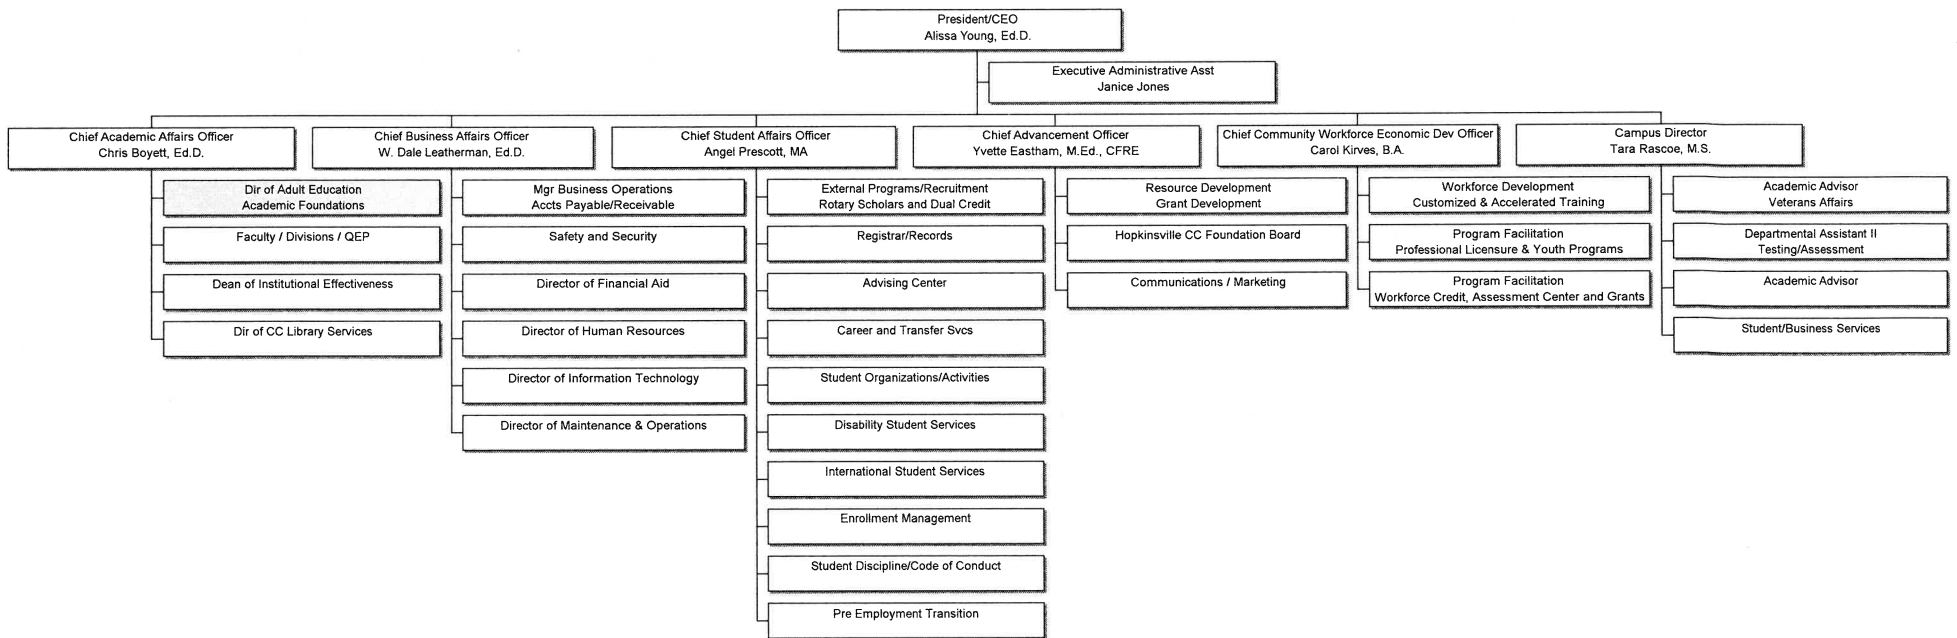 President/CEO
Alissa Young, Ed.D.
Executive Administrative Asst
Janice Jones
Chief Academic Affairs Officer
Chris Boyett, Ed.D.
Dir of Adult Education
Academic Foundations
Faculty / Divisions / QEP
Dean of Institutional Effectiveness
Dir of CC Library Services
Chief Business Affairs Officer
W. Dale Leatherman, Ed.D.
Mgr Business Operations
Accts Payable/Receivable
Safety and Security
Director of Financial Aid
Director of Human Resources
Director of Information Technology
Director of Maintenance & Operations
Chief Student Affairs Officer
Angel Prescott, MA
External Programs/Recruitment
Rotary Scholars and Dual Credit
Registrar/Records
Advising Center
Career and Transfer Svcs
Student Organizations/Activities
Disability Student Services
International Student Services
Enrollment Management
Student Discipline/Code of Conduct
Pre Employment Transition
Chief Advancement Officer
Yvette Eastham, M.Ed., CFRE
Resource Development
Grant Development
Hopkinsville CC Foundation Board
Communications / Marketing
Chief Community Workforce Economic Dev Officer
Carol Kirves, B.A.
Workforce Development
Customized & Accelerated Training
Program Facilitation
Professional Licensure & Youth Programs
Program Facilitation
Workforce Credit, Assessment Center and Grants
Campus Director
Tara Rascoe, M.S.
Academic Advisor
Veterans Affairs
Departmental Assistant II
Testing/Assessment
Academic Advisor
Student/Business Services